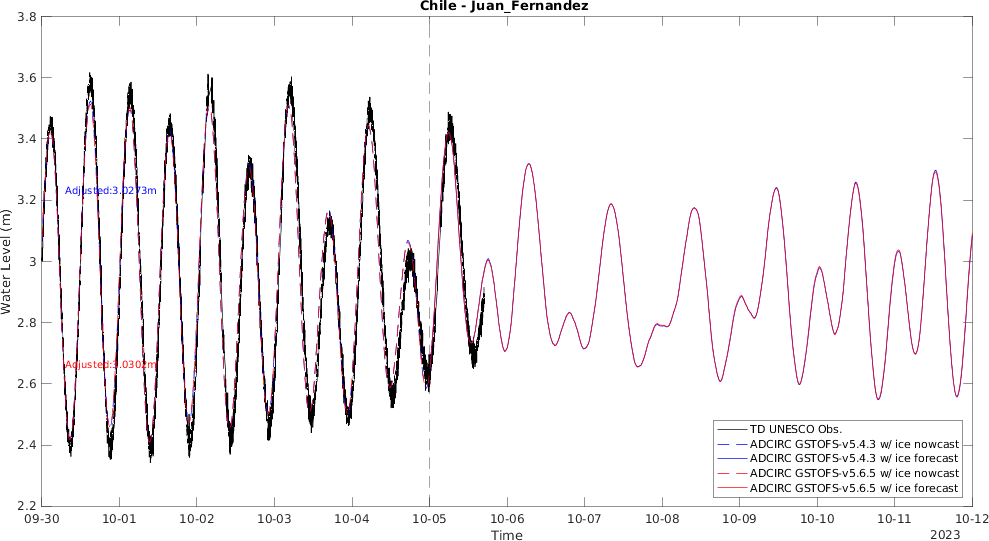 Chile - Juan_Fernandez
3.8
3.6
3.4
3.2
3
2.8
2.6
2.4
2.2
Water Level (m)
Adjusted:3.0273m
Adjusted:3.0302m
TD UNESCO Obs.
ADCIRC GSTOFS-v5.4.3 w/ ice nowcast
ADCIRC GSTOFS-v5.4.3 w/ ice forecast
ADCIRC GSTOFS-v5.6.5 w/ ice nowcast
ADCIRC GSTOFS-v5.6.5 w/ ice forecast
09-30 10-01 10-02 10-03 10-04 10-05 10-06 10-07 10-08 10-09 10-10 10-11 10-12
Time
2023